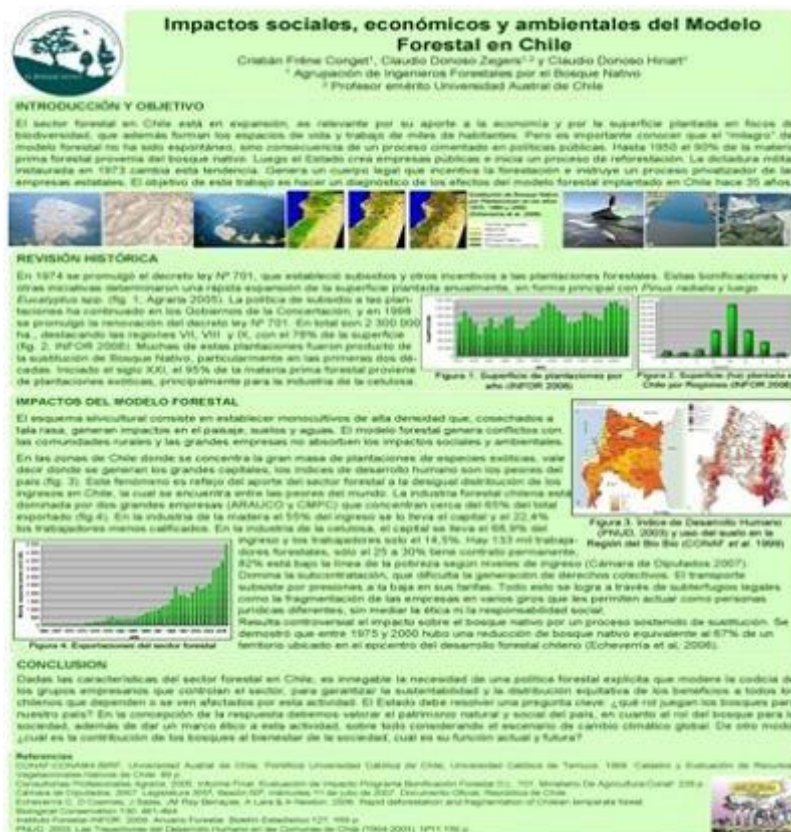 Impactos sociales, económicos y ambientales del Modelo
Forestal en Chile
Cristián Frêne Conget¹, Claudio Donoso Zegers¹·² y Claudio Donoso Hiriart¹
¹ Agrupación de Ingenieros Forestales por el Bosque Nativo
² Profesor emérito Universidad Austral de Chile
INTRODUCCIÓN Y OBJETIVO
El sector forestal en Chile está en expansión, es relevante por su aporte a la economía y por la superficie plantada en focos de
biodiversidad, que además forman los espacios de vida y trabajo de miles de habitantes. Pero es importante conocer que el "milagro" de
modelo forestal no ha sido espontáneo, sino consecuencia de un proceso cimentado en políticas públicas. Hasta 1950 el 90% de la materia
prima forestal provenía del bosque nativo. Luego el Estado crea empresas públicas e inicia un proceso de reforestación. La dictadura militar
instaurada en 1973 cambia esta tendencia. Genera un cuerpo legal que incentiva la forestación e instruye un proceso privatizador de las
empresas estatales. El objetivo de este trabajo es hacer un diagnóstico de los efectos del modelo forestal implantado en Chile hace 35 años.
REVISIÓN HISTÓRICA
En 1974 se promulgó el decreto ley Nº 701, que estableció subsidios y otros incentivos a las plantaciones forestales. Estas bonificaciones y
otras iniciativas determinaron una rápida expansión de la superficie plantada anualmente, en forma principal con Pinus radiata y luego
Eucalyptus spp. (fig. 1, Agraria 2005). La política de subsidio a las plan-
taciones ha continuado en los Gobiernos de la Concertación, y en 1998
se promulgó la renovación del decreto ley Nº 701. En total son 2 300 000
ha., destacando las regiones VII, VIII y IX, con el 78% de la superficie
(fig. 2, INFOR 2006). Muchas de estas plantaciones fueron producto de
la sustitución de Bosque Nativo, particularmente en las primeras dos dé-
cadas. Iniciado el siglo XXI, el 95% de la materia prima forestal proviene
de plantaciones exóticas, principalmente para la industria de la celulosa.
Figura 1. Superficie de plantaciones por
año (INFOR 2006)
Figura 2. Superficie (ha) plantada en
Chile por Regiones (INFOR 2006)
IMPACTOS DEL MODELO FORESTAL
El esquema silvicultural consiste en establecer monocultivos de alta densidad que, cosechados a
tala rasa, generan impactos en el paisaje, suelos y aguas. El modelo forestal genera conflictos con
las comunidades rurales y las grandes empresas no absorben los impactos sociales y ambientales.
En las zonas de Chile donde se concentra la gran masa de plantaciones de especies exóticas, vale
decir donde se generan los grandes capitales, los índices de desarrollo humano son los peores del
país (fig. 3). Este fenómeno es reflejo del aporte del sector forestal a la desigual distribución de los
ingresos en Chile, la cual se encuentra entre las peores del mundo. La industria forestal chilena está
dominada por dos grandes empresas (ARAUCO y CMPC) que concentran cerca del 65% del total
exportado (fig.4). En la industria de la madera el 55% del ingreso se lo lleva el capital y el 22,4%
los trabajadores menos calificados. En la industria de la celulosa, el capital se lleva el 68,9% del
ingreso y los trabajadores solo el 14,5%. Hay 133 mil trabaja-
dores forestales, sólo el 25 a 30% tiene contrato permanente,
82% está bajo la línea de la pobreza según niveles de ingreso (Cámara de Diputados 2007).
Domina la subcontratación, que dificulta la generación de derechos colectivos. El transporte
subsiste por presiones a la baja en sus tarifas. Todo esto se logra a través de subterfugios legales
como la fragmentación de las empresas en varios giros que les permiten actuar como personas
jurídicas diferentes, sin mediar la ética ni la responsabilidad social.
Resulta controversial el impacto sobre el bosque nativo por un proceso sostenido de sustitución. Se
demostró que entre 1975 y 2000 hubo una reducción de bosque nativo equivalente al 67% de un
territorio ubicado en el epicentro del desarrollo forestal chileno (Echeverría et al. 2006).
Figura 3. Índice de Desarrollo Humano
(PNUD, 2003) y uso del suelo en la
Región del Bío Bío (CONAF et al. 1999)
Figura 4. Exportaciones del sector forestal
CONCLUSION
Dadas las características del sector forestal en Chile, es innegable la necesidad de una política forestal explícita que modere la codicia de
los grupos empresarios que controlan el sector, para garantizar la sustentabilidad y la distribución equitativa de los beneficios a todos los
chilenos que dependen o se ven afectados por esta actividad. El Estado debe resolver una pregunta clave: ¿qué rol juegan los bosques para
nuestro país? En la concepción de la respuesta debemos valorar el patrimonio natural y social del país, en cuanto al rol del bosque para la
sociedad, además de dar un marco ético a esta actividad, sobre todo considerando el escenario de cambio climático global. De otro modo
¿cuál es la contribución de los bosques al bienestar de la sociedad, cuál es su función actual y futura?
Referencias